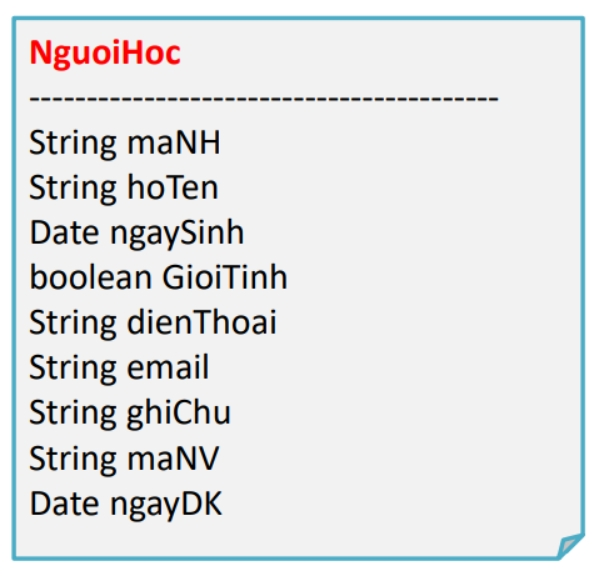 NguoiHoc
-----------------------------------------
String maNH
String hoTen
Date ngaySinh
boolean GioiTinh
String dienThoai
String email
String ghiChu
String maNV
Date ngayDK